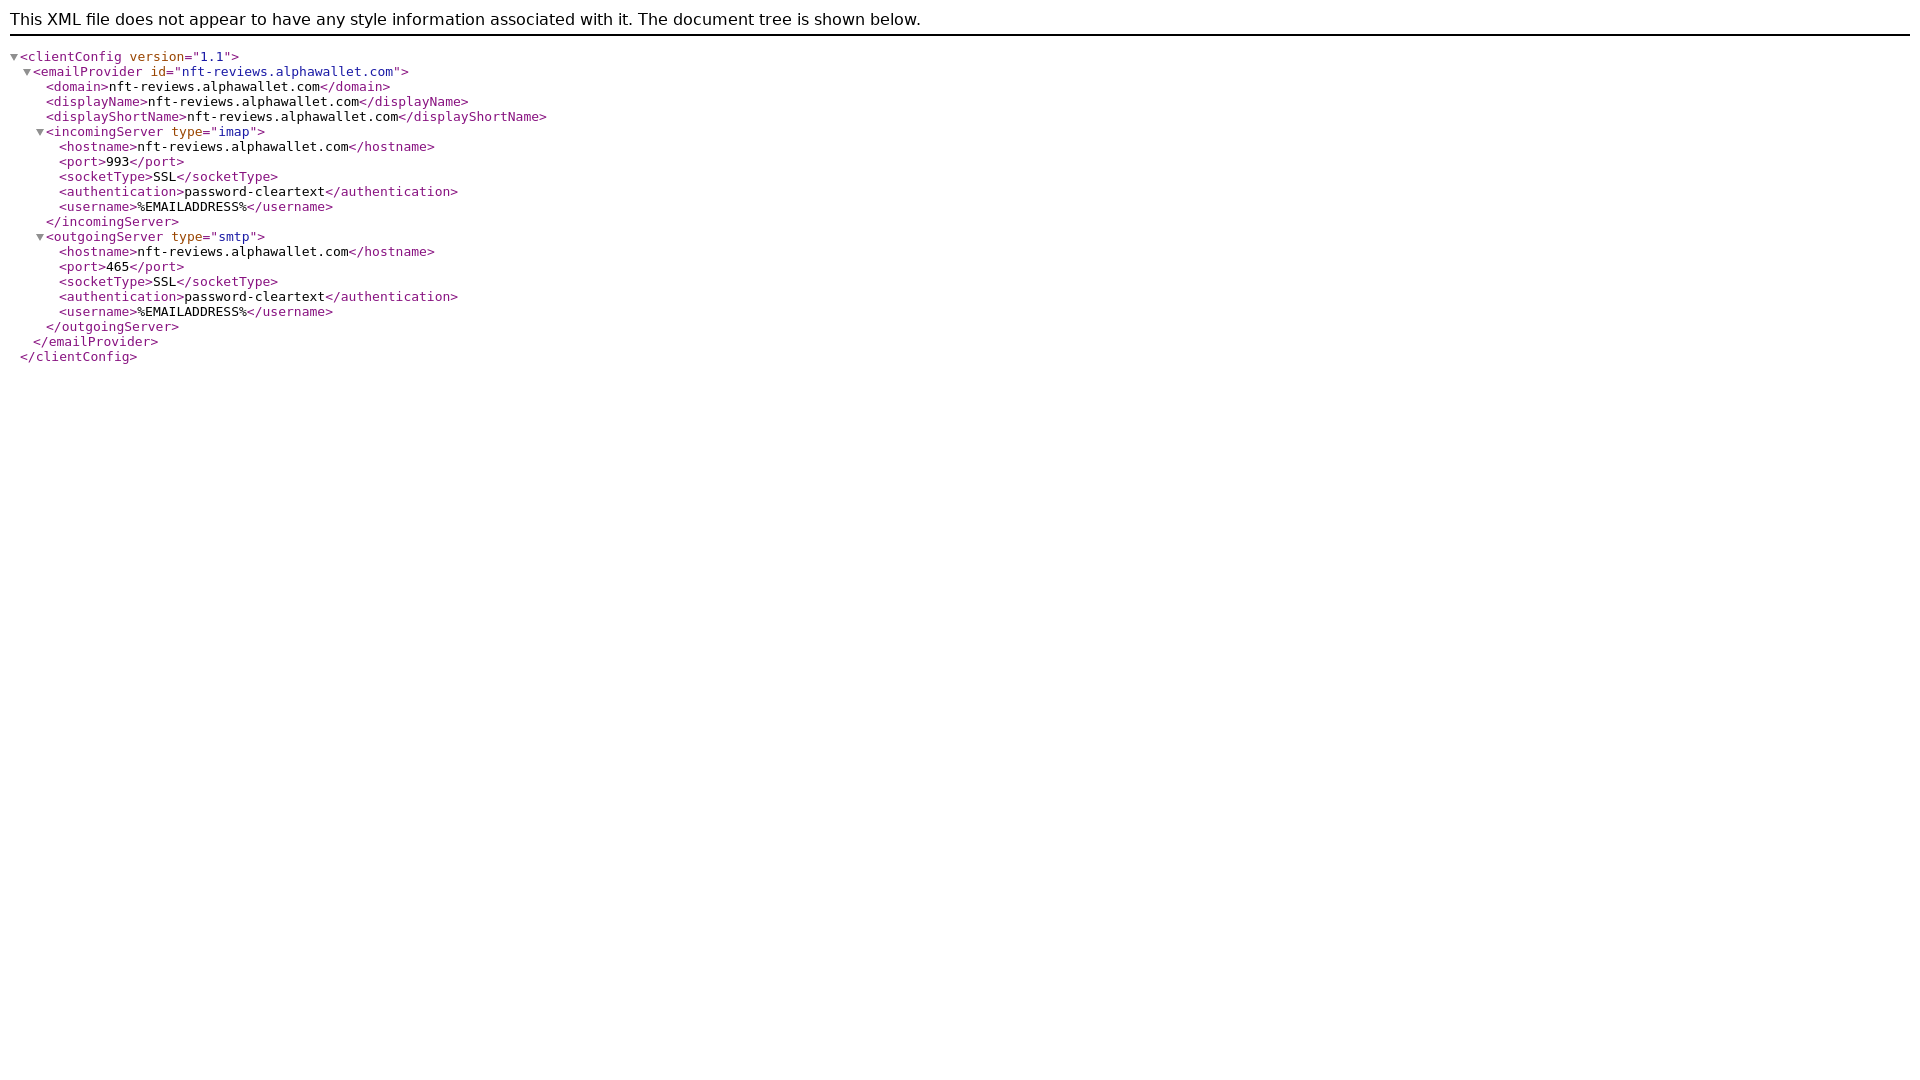 This XML file does not appear to have any style information associated with it. The document tree is shown below.
<clientConfig version="1.1">
<emailProvider id="nft-reviews.alphawallet.com">
<domain>nft-reviews.alphawallet.com</domain>
<displayName>nft-reviews.alphawallet.com</displayName>
<displayShortName>nft-reviews.alphawallet.com</displayShortName>
<incomingServer type="imap">
<hostname>nft-reviews.alphawallet.com</hostname>
<port>993</port>
<socketType>SSL</socketType>
<authentication>password-cleartext</authentication>
<username>%EMAILADDRESS%</username>
</incomingServer>
<outgoingServer type="smtp">
<hostname>nft-reviews.alphawallet.com</hostname>
<port>465</port>
<socketType>SSL</socketType>
<authentication>password-cleartext</authentication>
<username>%EMAILADDRESS%</username>
</outgoingServer>
</emailProvider>
</clientConfig>